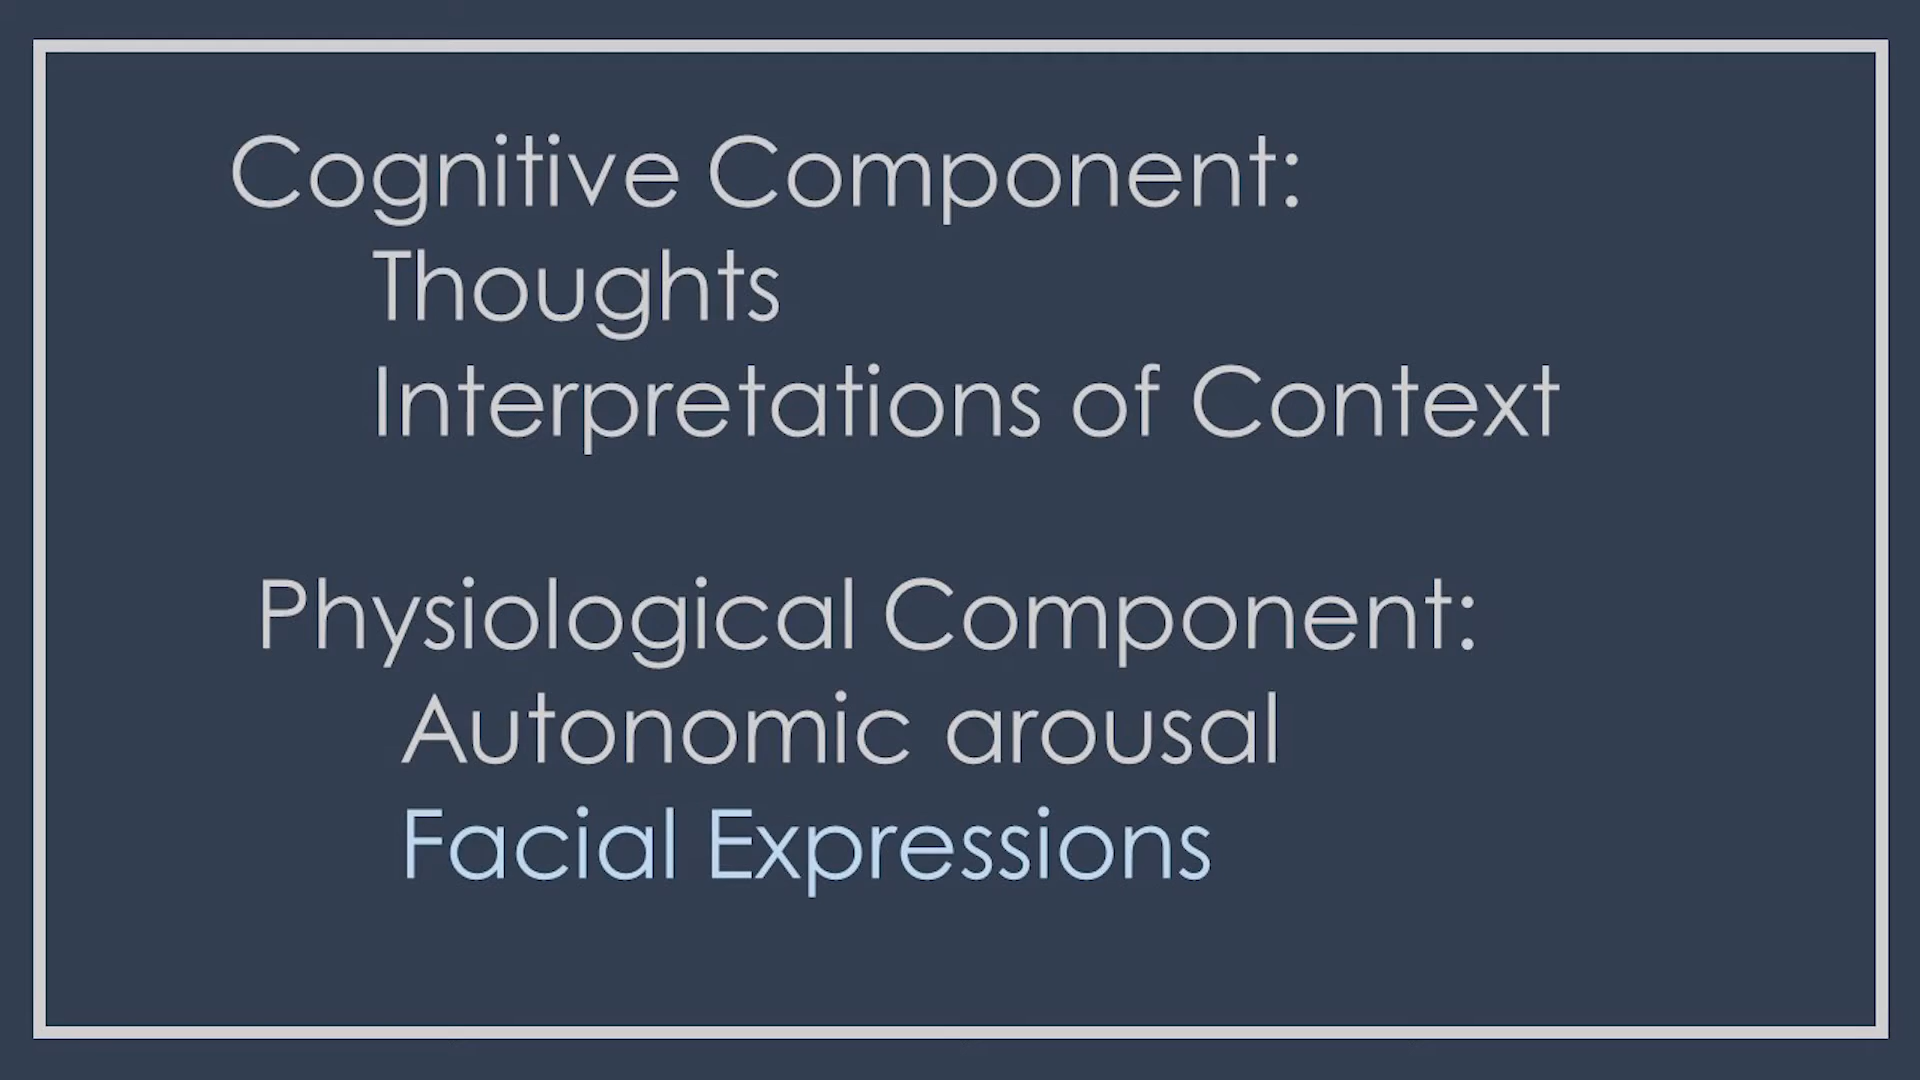 Cognitive Component:
Thoughts
Interpretations of Context
Physiological Component:
Autonomic arousal
Facial Expressions